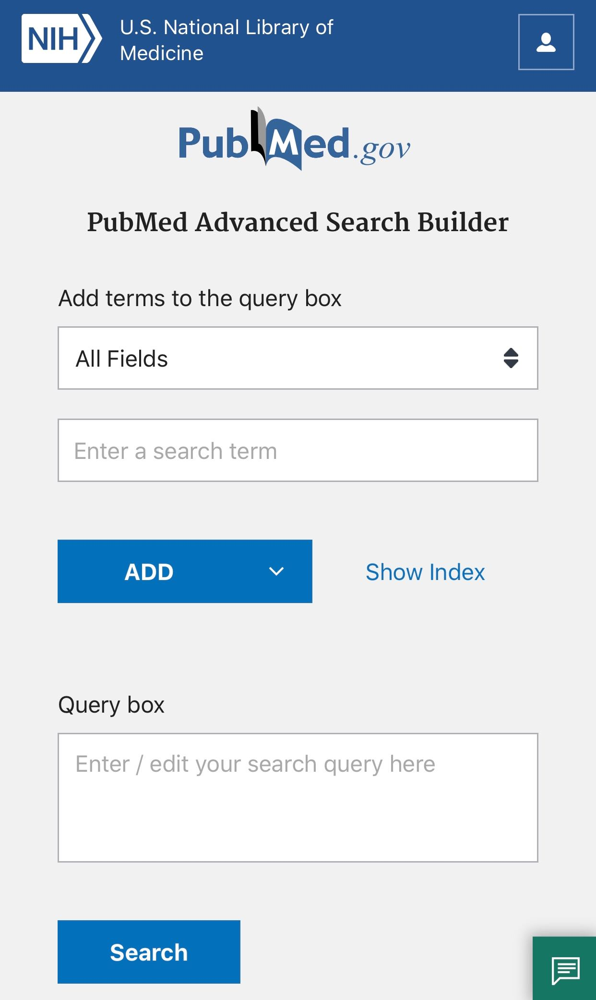 NIH
U.S. National Library of
Medicine
PubMed.gov
PubMed Advanced Search Builder
Add terms to the query box
All Fields
Enter a search term
ADD
Show Index
Query box
Enter / edit your search query here
Search